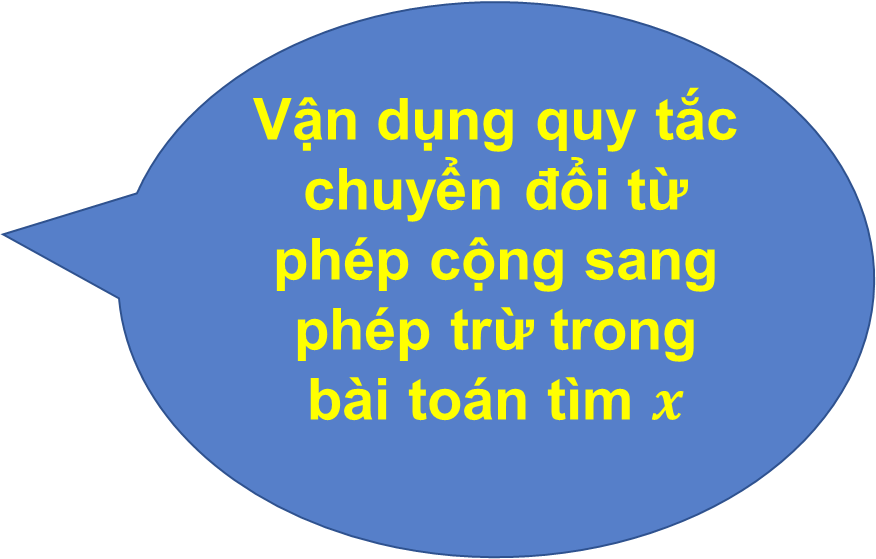 Vận dụng quy tắc
chuyển đổi từ
phép cộng sang
phép trừ trong
bài toán tìm 𝒙